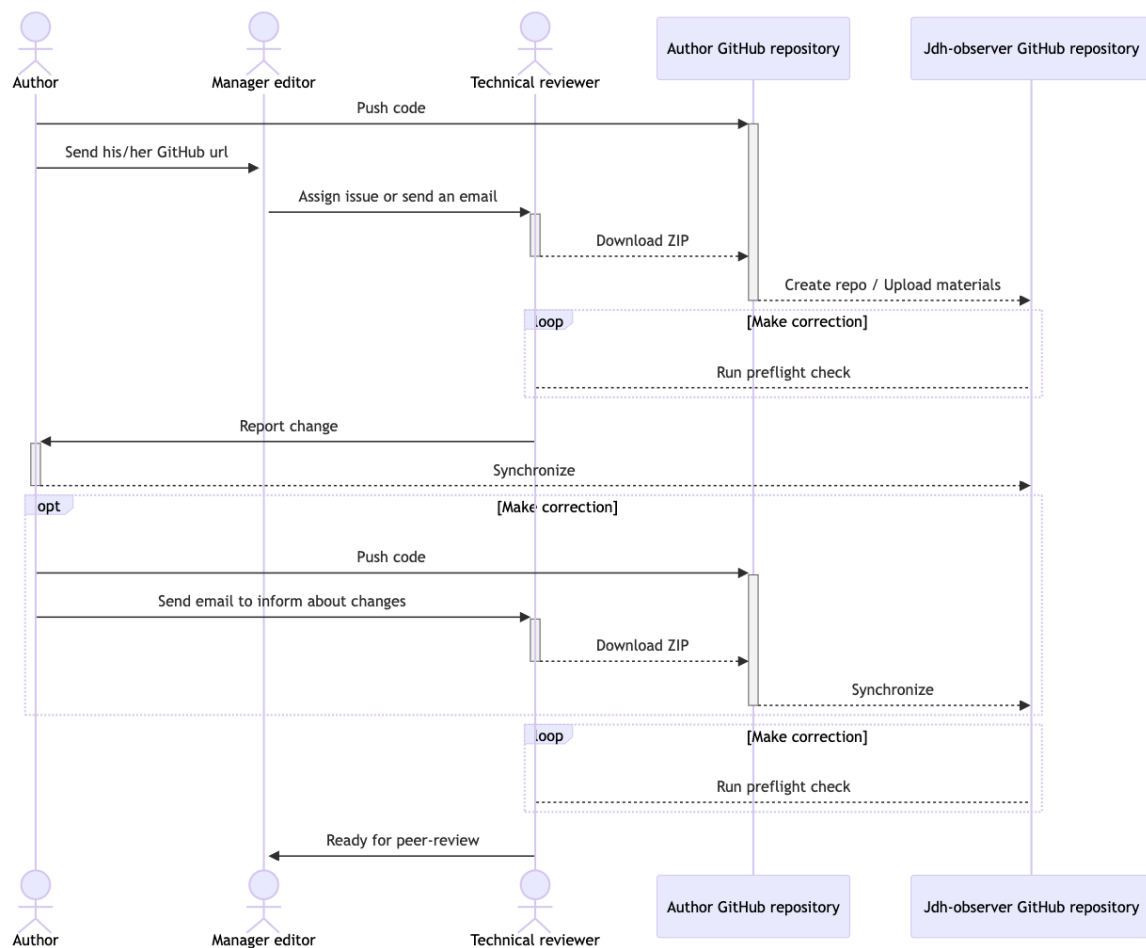 Author
Manager editor
Technical reviewer
Author GitHub repository
Jdh-observer GitHub repository
Push code
Send his/her GitHub url
Assign issue or send an email
Download ZIP
Create repo / Upload materials
loop
[Make correction]
Run preflight check
Report change
Synchronize
opt
[Make correction]
Push code
Send email to inform about changes
Download ZIP
Synchronize
loop
[Make correction]
Run preflight check
Ready for peer-review
Author
Manager editor
Technical reviewer
Author GitHub repository
Jdh-observer GitHub repository